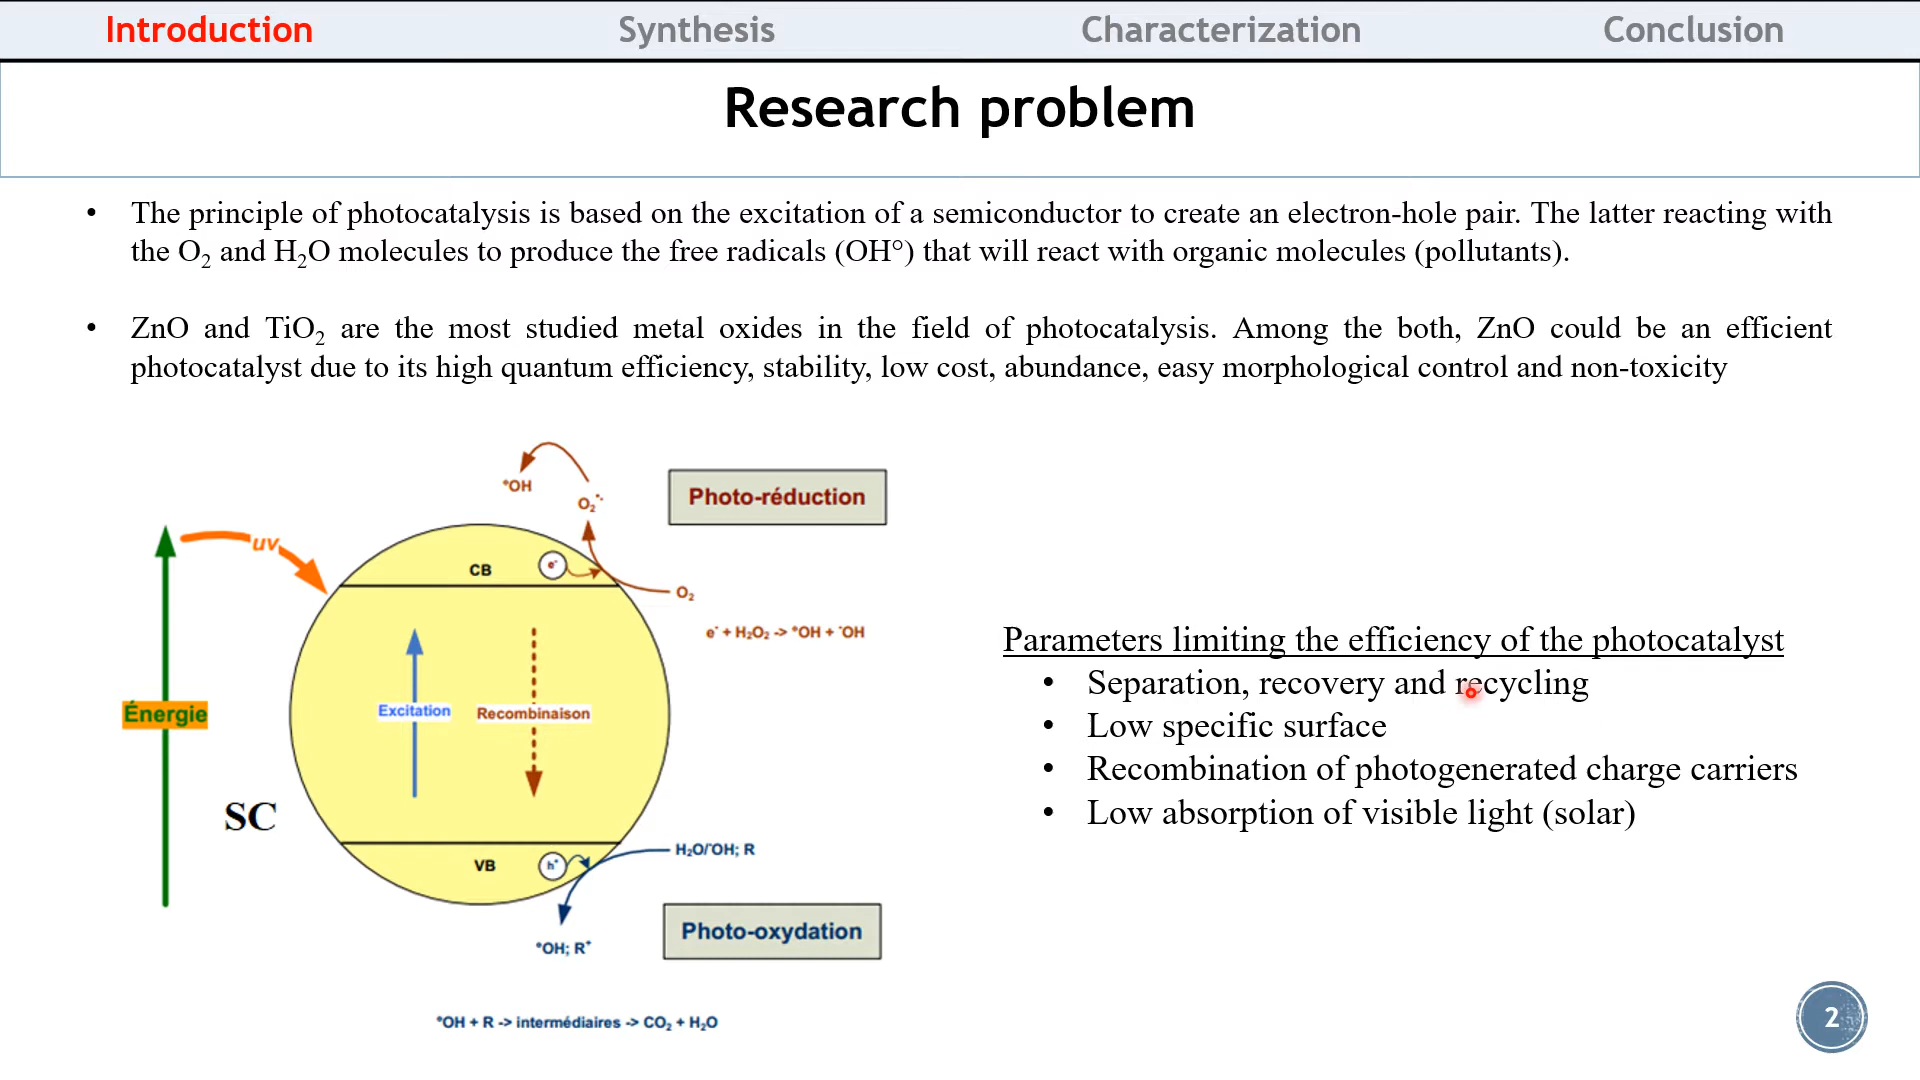 Introduction Synthesis Characterization Conclusion
Research problem
• The principle of photocatalysis is based on the excitation of a semiconductor to create an electron-hole pair. The latter reacting with
the O₂ and H₂O molecules to produce the free radicals (OH°) that will react with organic molecules (pollutants).
• ZnO and TiO₂ are the most studied metal oxides in the field of photocatalysis. Among the both, ZnO could be an efficient
photocatalyst due to its high quantum efficiency, stability, low cost, abundance, easy morphological control and non-toxicity
°OH
O₂°⁻
Photo-réduction
uv
CB
e⁻
O₂
e⁻ + H₂O₂ -> °OH + ⁻OH
Énergie
Excitation
Recombinaison
SC
VB
h⁺
H₂O/⁻OH; R
Photo-oxydation
°OH; R⁺
°OH + R -> intermédiaires -> CO₂ + H₂O
Parameters limiting the efficiency of the photocatalyst
• Separation, recovery and recycling
• Low specific surface
• Recombination of photogenerated charge carriers
• Low absorption of visible light (solar)
2